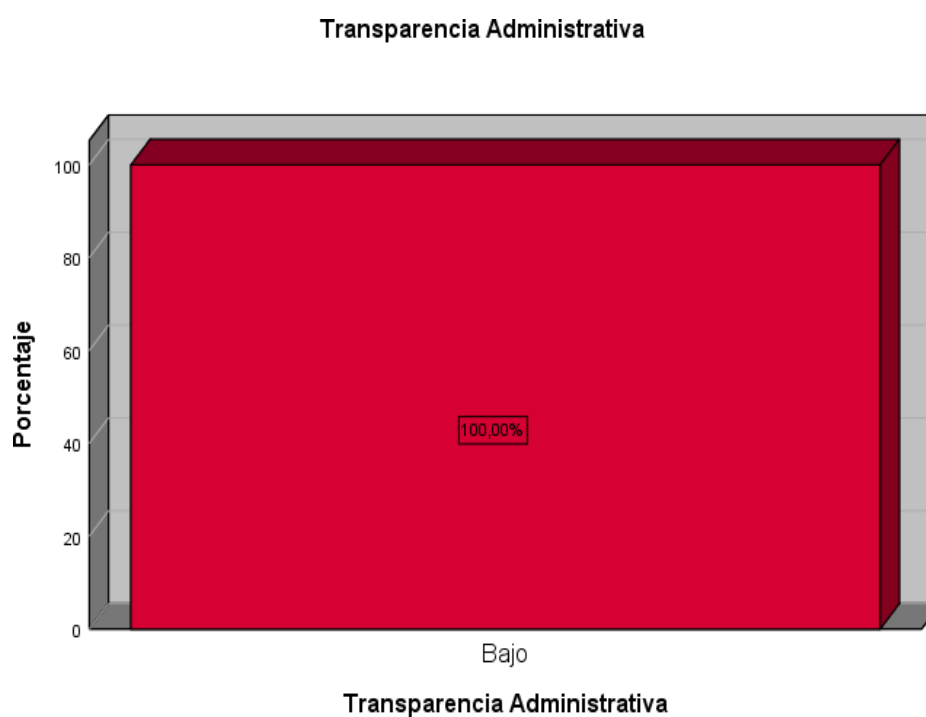 Transparencia Administrativa
100
80
60
40
20
0
Porcentaje
100,00%
Bajo
Transparencia Administrativa